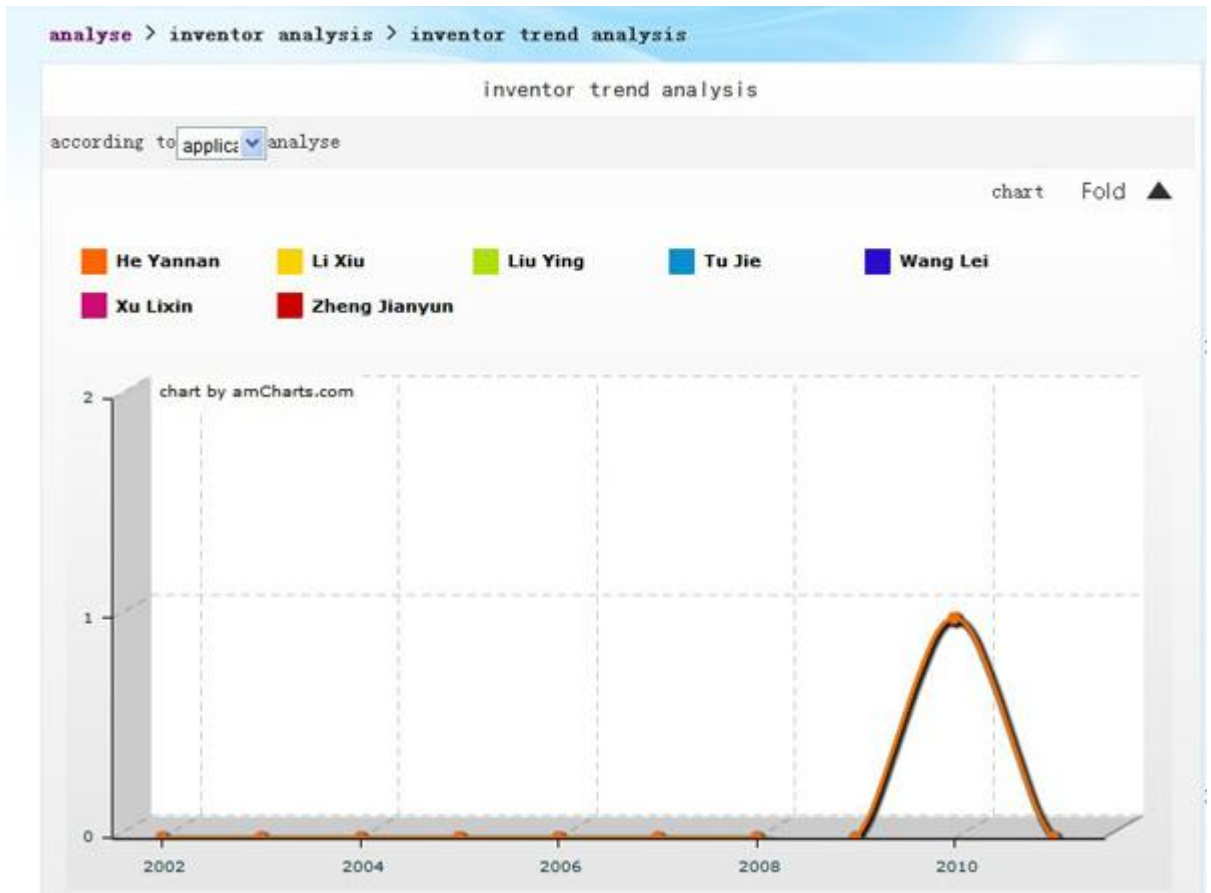 analyse > inventor analysis > inventor trend analysis
inventor trend analysis
according to applica analyse
chart Fold
He Yannan Li Xiu Liu Ying Tu Jie Wang Lei
Xu Lixin Zheng Jianyun
chart by amCharts.com
2
1
0
2002 2004 2006 2008 2010